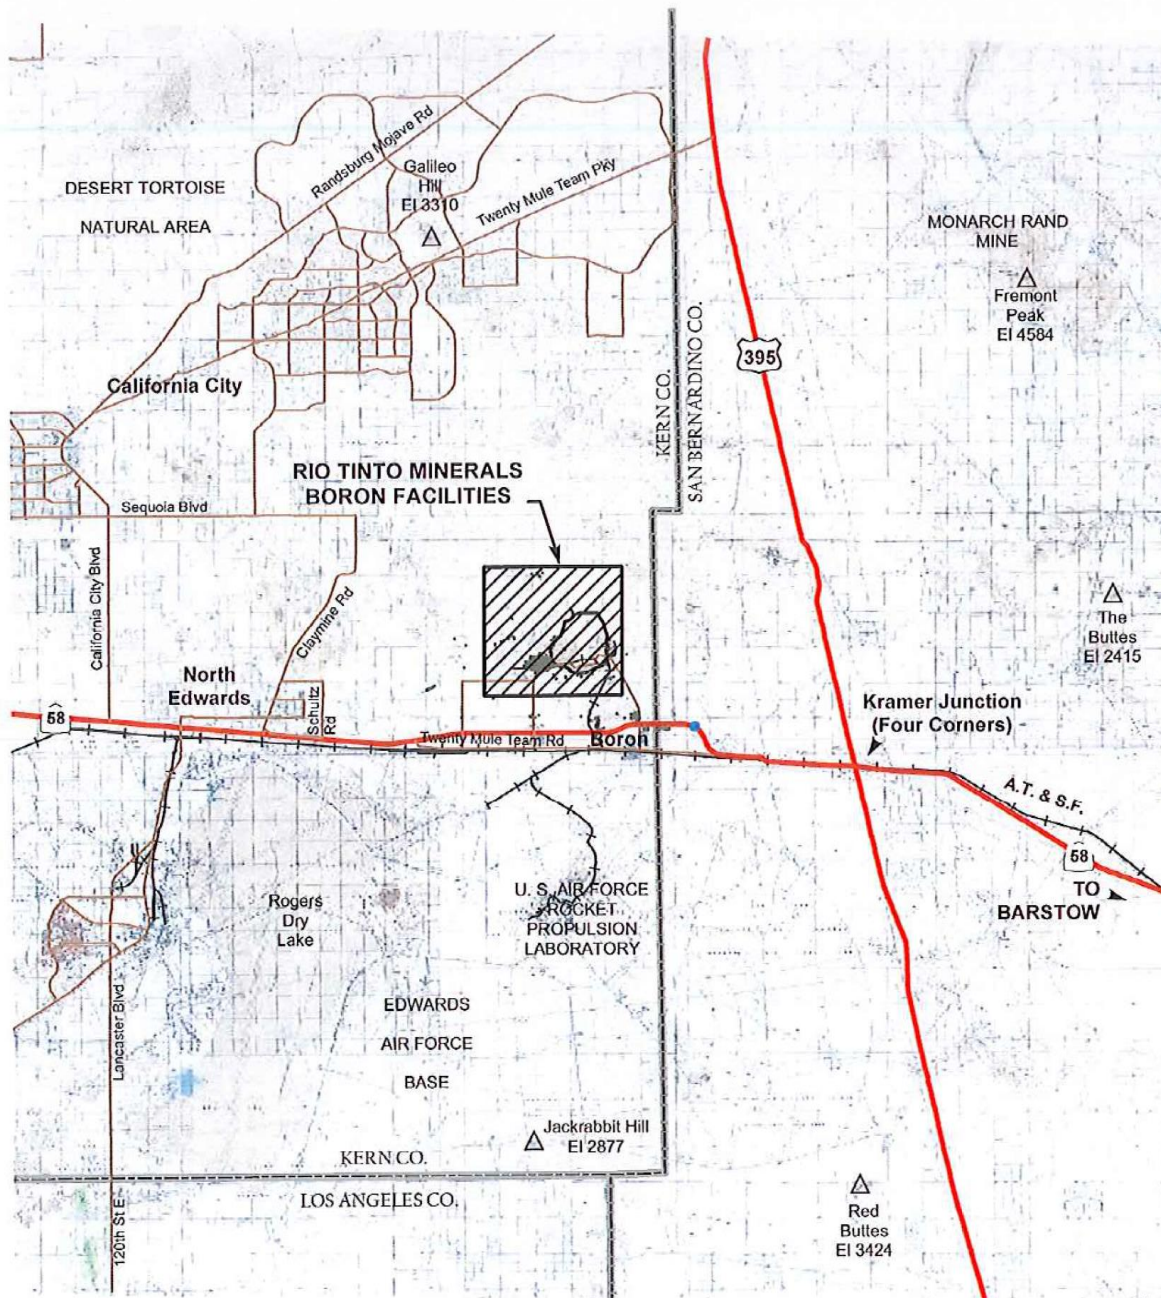 Randsburg Mojave Rd
Galileo
Hill
El 3310
Twenty Mule Team Pky
DESERT TORTOISE
NATURAL AREA
MONARCH RAND
MINE
Fremont
Peak
El 4584
KERN CO.
SAN BERNARDINO CO.
395
California City
RIO TINTO MINERALS
BORON FACILITIES
Sequoia Blvd
California City Blvd
Claymine Rd
The
Buttes
El 2415
North
Edwards
Schultz
Rd
Kramer Junction
(Four Corners)
58
Twenty Mule Team Rd
Boron
A.T. & S.F.
58
TO
BARSTOW
Rogers
Dry
Lake
U. S. AIR FORCE
ROCKET
PROPULSION
LABORATORY
Lancaster Blvd
EDWARDS
AIR FORCE
BASE
Jackrabbit Hill
El 2877
KERN CO.
LOS ANGELES CO.
120th St E
Red
Buttes
El 3424